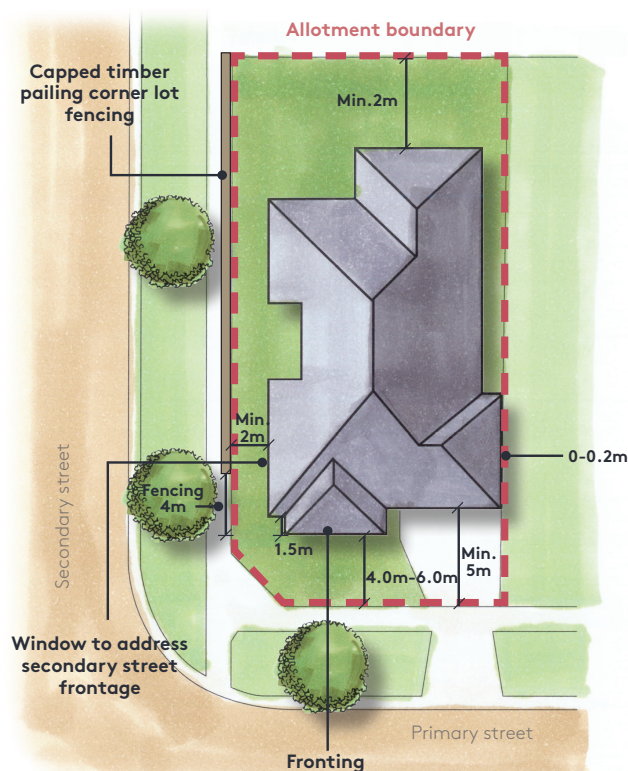 Allotment boundary
Capped timber
pailing corner lot
fencing
Min.2m
Min.
2m
0-0.2m
Fencing
4m
Secondary street
1.5m
4.0m-6.0m
Min.
5m
Window to address
secondary street
frontage
Primary street
Fronting